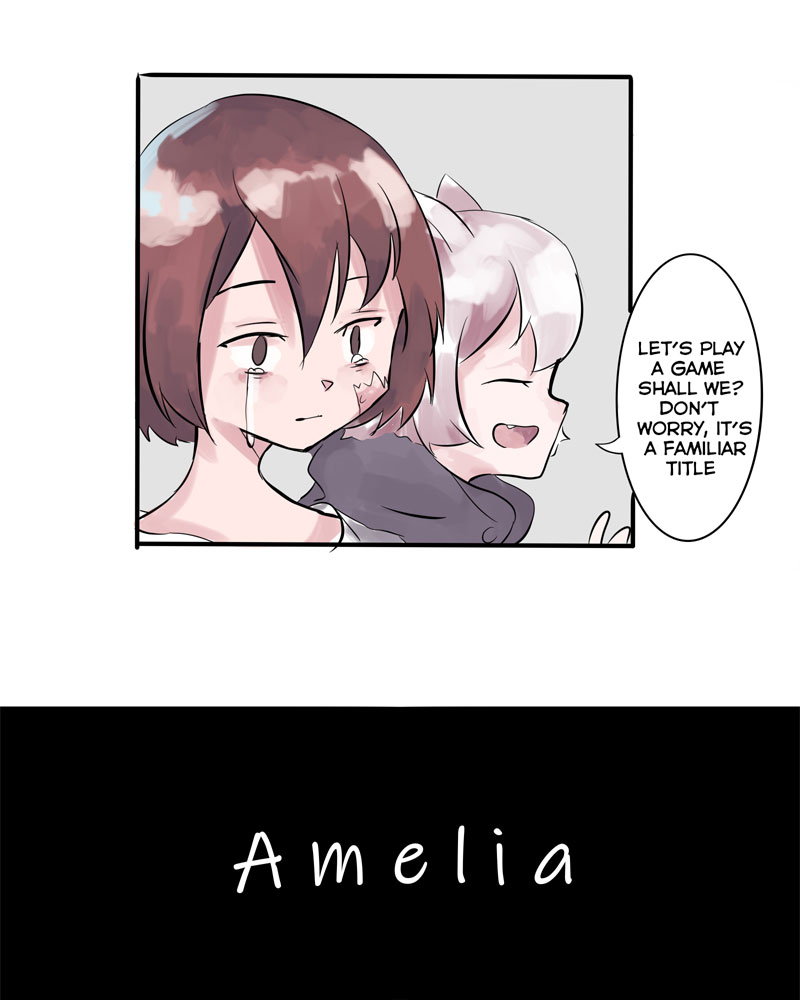 LET'S PLAY
A GAME
SHALL WE?
DON'T
WORRY, IT'S
A FAMILIAR
TITLE
Amelia